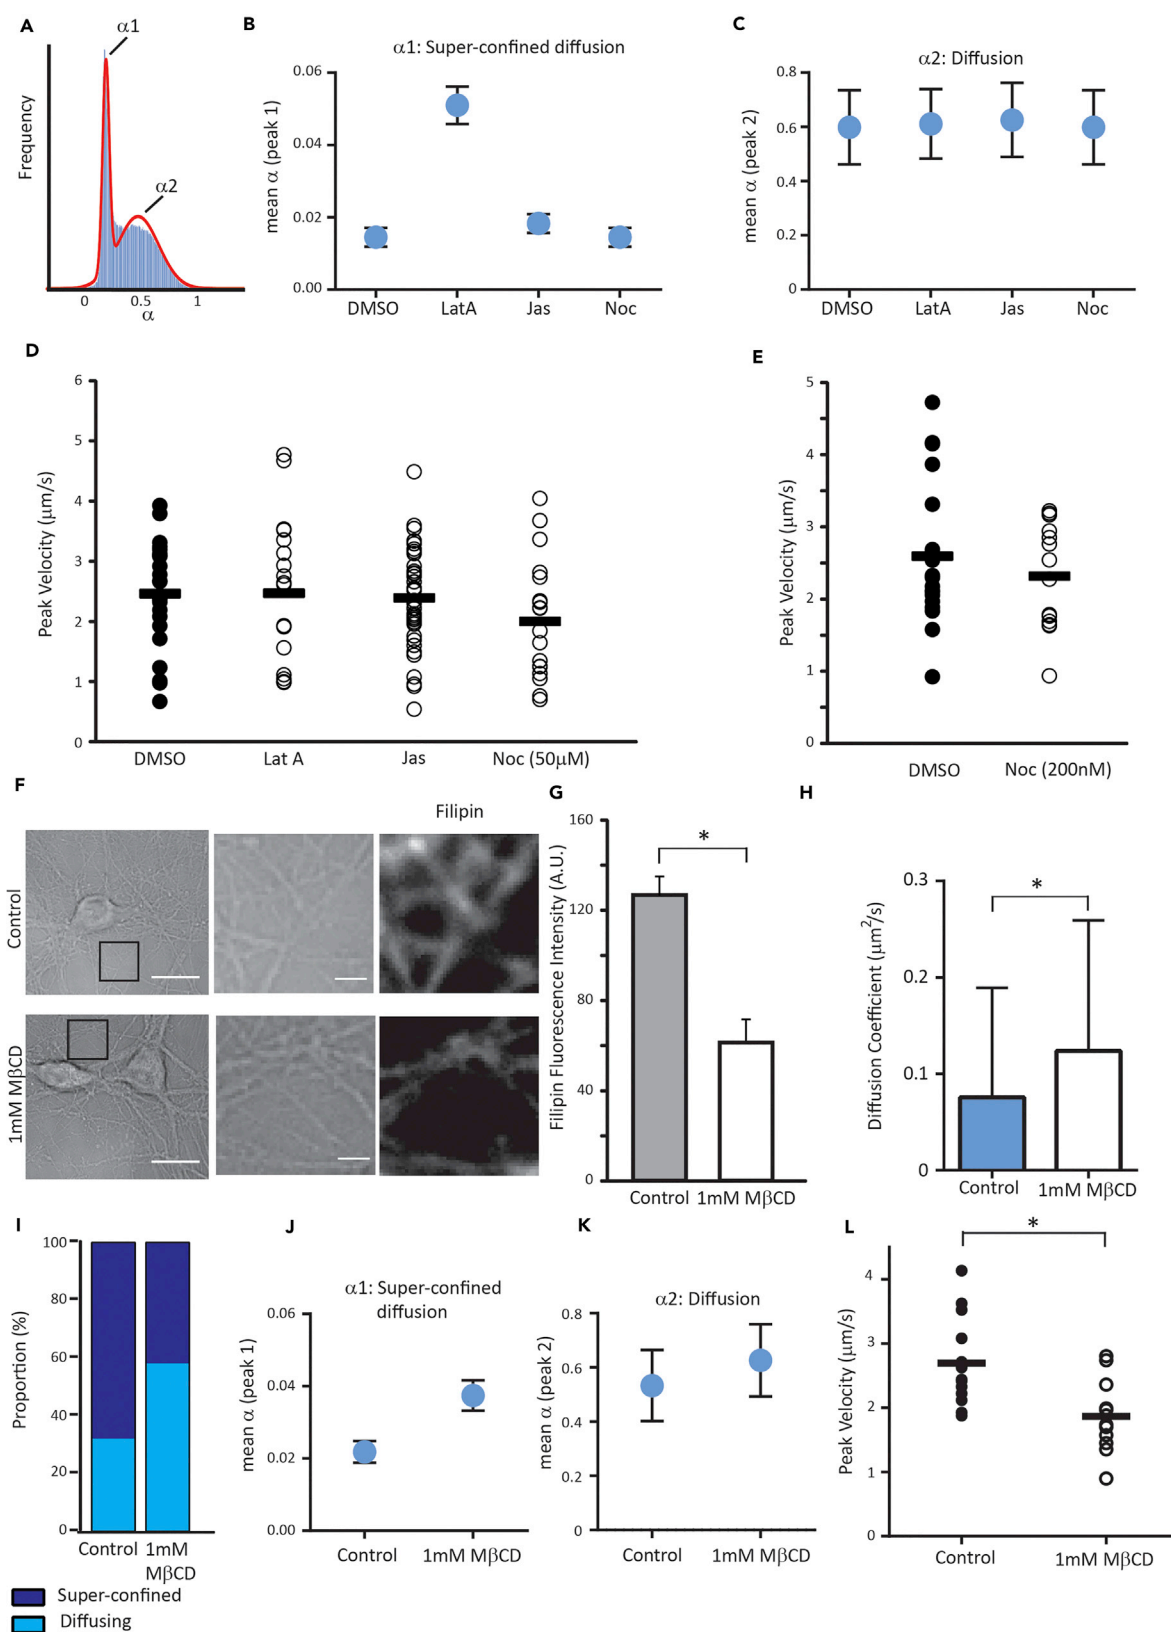 A
α1
α2
Frequency
0 0.5 1
α
B
α1: Super-confined diffusion
mean α (peak 1)
0.06
0.04
0.02
0.00
DMSO LatA Jas Noc
C
α2: Diffusion
mean α (peak 2)
0.8
0.6
0.4
0.2
0
DMSO LatA Jas Noc
D
Peak Velocity (μm/s)
6
5
4
3
2
1
0
DMSO Lat A Jas Noc (50μM)
E
Peak Velocity (μm/s)
5
4
3
2
1
0
DMSO Noc (200nM)
F
Filipin
Control
1mM MβCD
G
Filipin Fluorescence Intensity (A.U.)
160
120
80
40
0
*
Control 1mM MβCD
H
Diffusion Coefficient (μm²/s)
0.3
0.2
0.1
0
*
Control 1mM MβCD
I
Proportion (%)
100
80
60
40
20
0
Control 1mM
MβCD
Super-confined
Diffusing
J
α1: Super-confined
diffusion
mean α (peak 1)
0.06
0.04
0.02
0.00
Control 1mM MβCD
K
α2: Diffusion
mean α (peak 2)
0.8
0.6
0.4
0.2
0
Control 1mM MβCD
L
*
Peak Velocity (μm/s)
4
3
2
1
0
Control 1mM MβCD